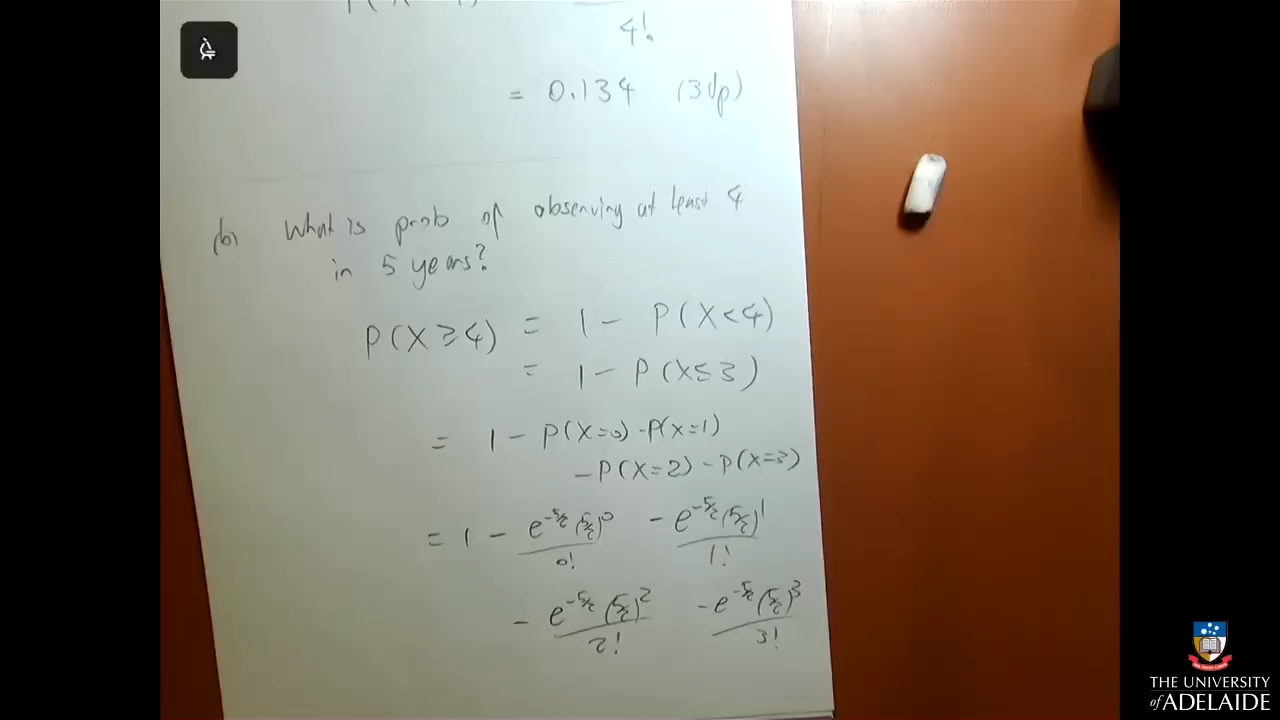 4!
= 0.134 (3dp)
(b) What is prob of observing at least 4
in 5 years?
P(X≥4) = 1 - P(X<4)
= 1 - P(X≤3)
= 1 - P(X=0) - P(X=1)
- P(X=2) - P(X=3)
= 1 - e^{-5/2}(5/2)^0 / 0! - e^{-5/2}(5/2)^1 / 1!
- e^{-5/2}(5/2)^2 / 2! - e^{-5/2}(5/2)^3 / 3!
THE UNIVERSITY
of ADELAIDE